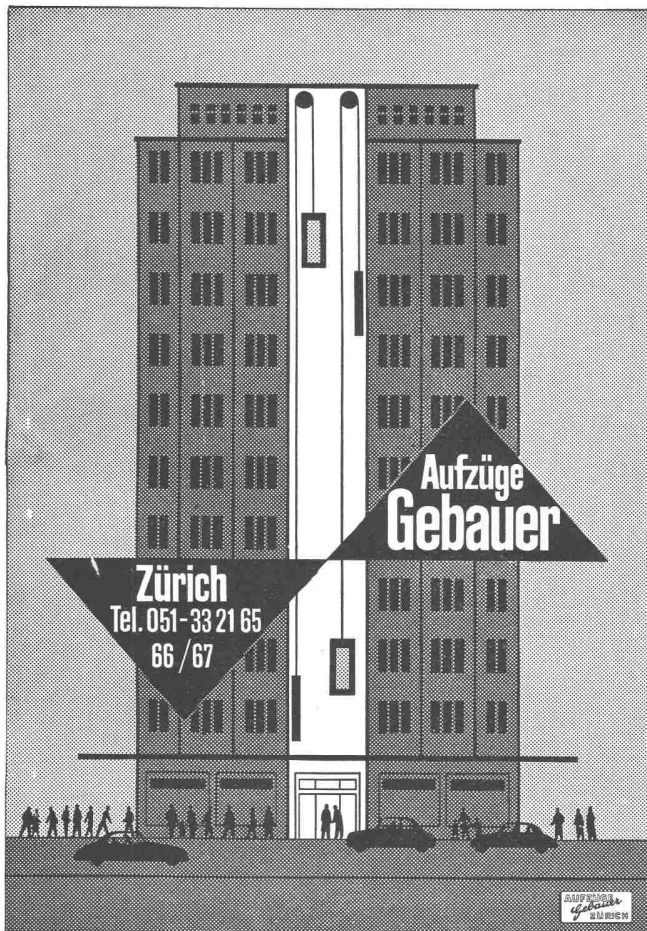 Aufzüge
Gebauer
Zürich
Tel. 051-33 21 65
66/67
AUFZÜGE
Gebauer
ZÜRICH